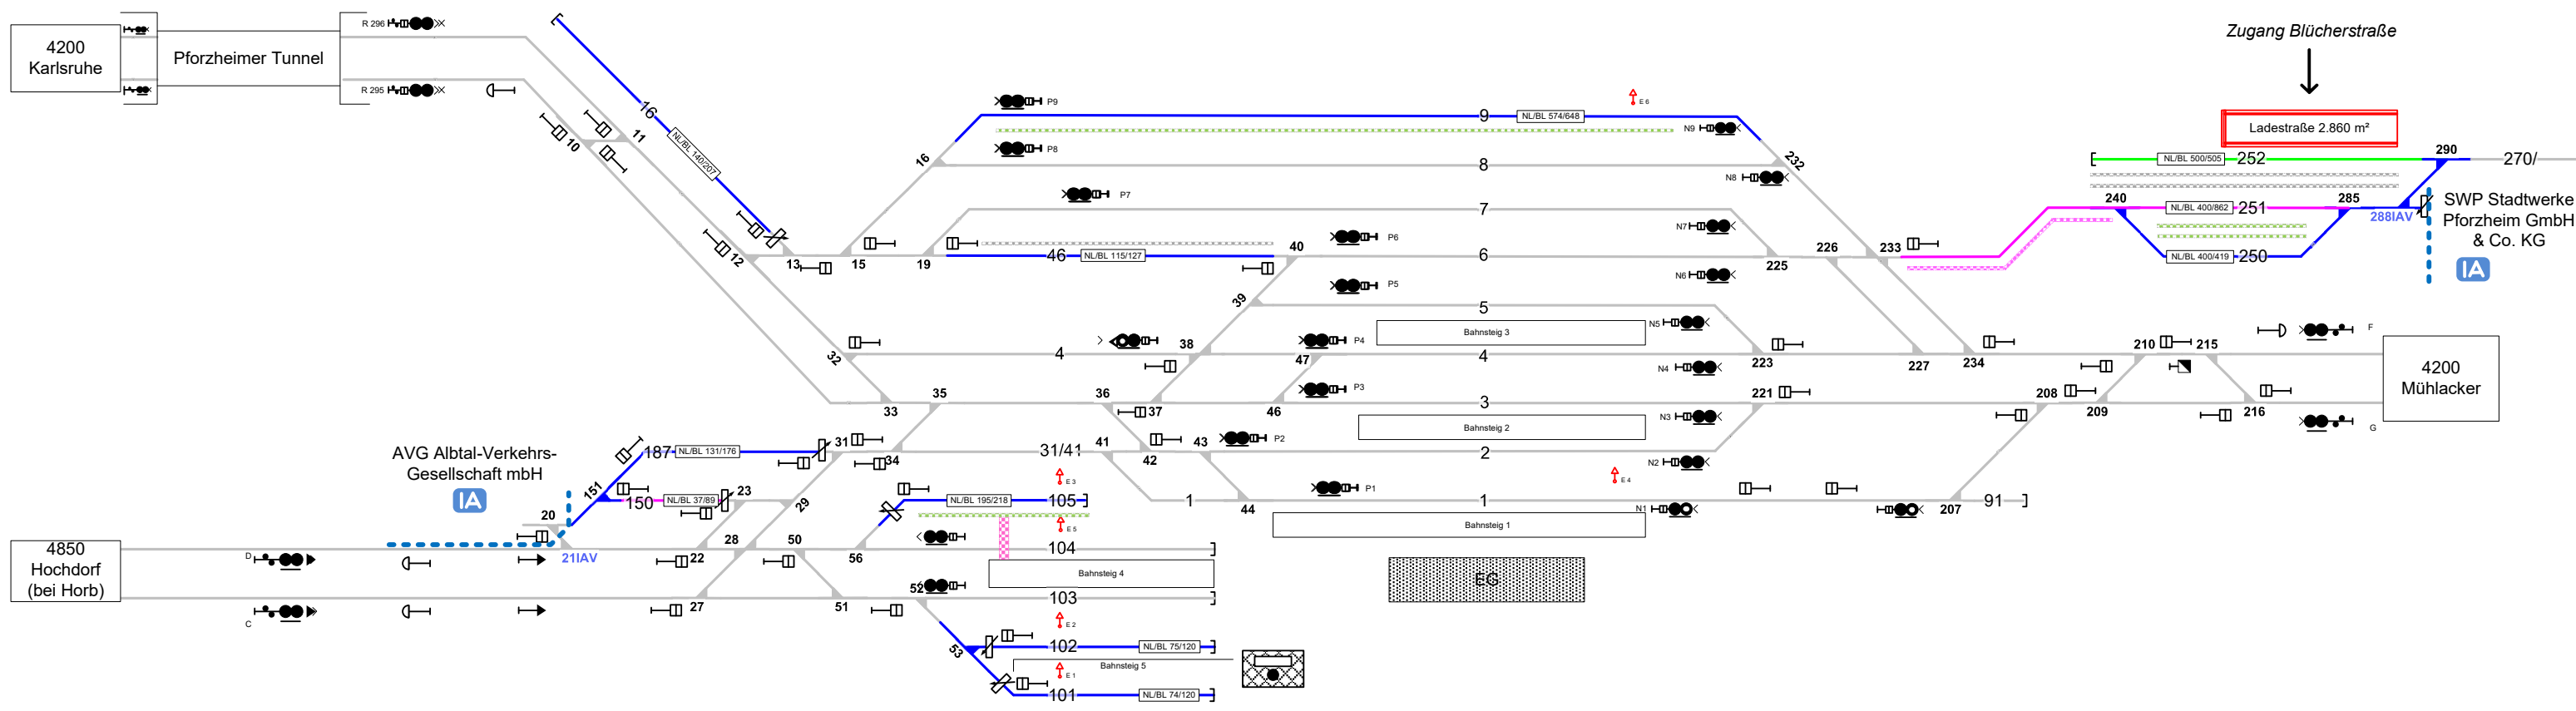 4200
Karlsruhe
Pforzheimer Tunnel
R 296
R 295
16
NL/BL 140/207
10
11
12
13
15
16
19
P9
P8
P7
P6
P5
9
NL/BL 574/648
E 6
N9
8
N8
232
7
N7
46
NL/BL 115/127
40
6
N6
225
226
233
39
5
Bahnsteig 3
N5
32
4
38
47
P4
4
N4
223
227
234
33
35
36
37
46
P3
3
N3
221
208
209
210
215
216
F
G
4200
Mühlacker
Zugang Blücherstraße
Ladestraße 2.860 m²
NL/BL 500/505
252
290
270/
240
NL/BL 400/862
251
285
288IAV
NL/BL 400/419
250
SWP Stadtwerke
Pforzheim GmbH
& Co. KG
IA
AVG Albtal-Verkehrs-
Gesellschaft mbH
IA
187
NL/BL 131/176
31
34
31/41
41
42
43
P2
Bahnsteig 2
2
N2
E 3
E 4
151
150
NL/BL 37/89
23
29
NL/BL 195/218
105
1
44
P1
1
N1
207
91
Bahnsteig 1
E 5
20
21IAV
4850
Hochdorf
(bei Horb)
D
C
22
28
50
56
104
Bahnsteig 4
EG
27
51
52
103
E 2
53
102
NL/BL 75/120
Bahnsteig 5
E 1
101
NL/BL 74/120